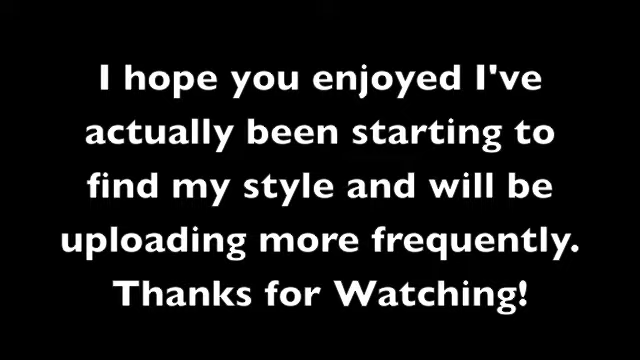 I hope you enjoyed I've
actually been starting to
find my style and will be
uploading more frequently.
Thanks for Watching!